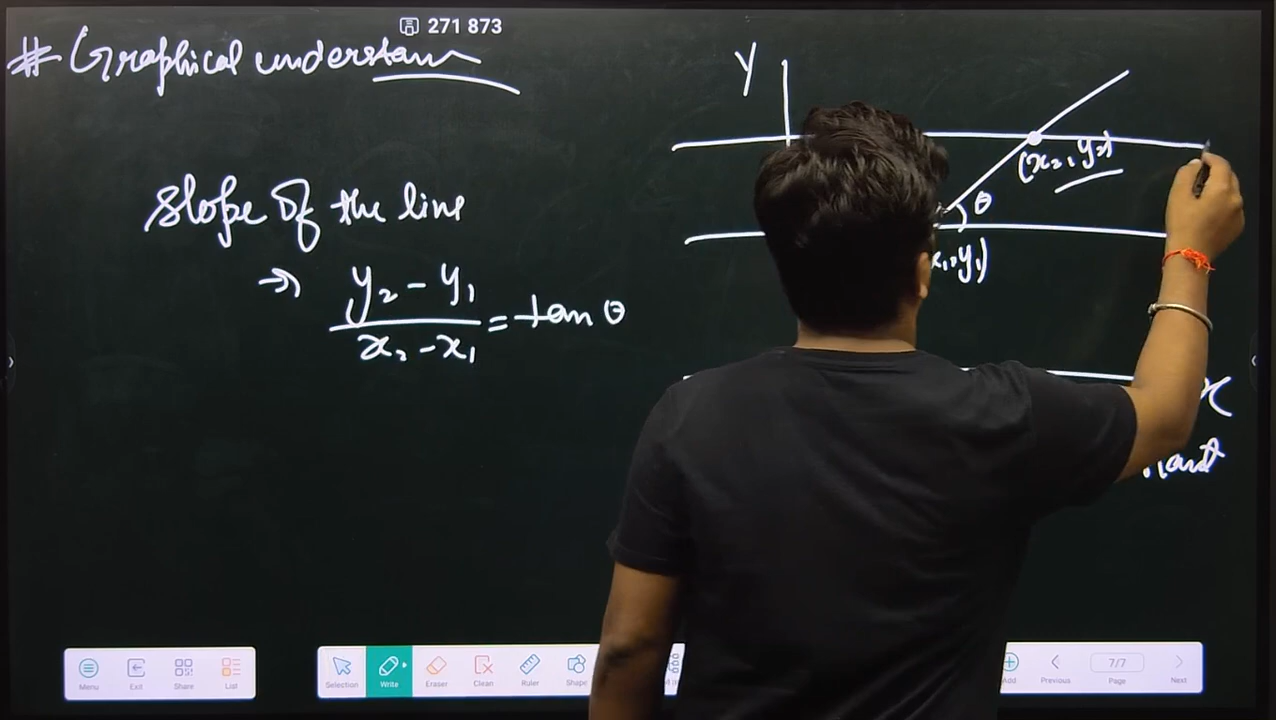 271 873
# Graphical understan
Y
(x₂, y₂)
slope of the line
θ
x₁, y₁)
→ y₂ - y₁
x₂ - x₁
= tan θ
x
Menu
Exit
Share
List
Selection
Write
Eraser
Clean
Ruler
Shape
Add
Previous
7/7
Page
Next